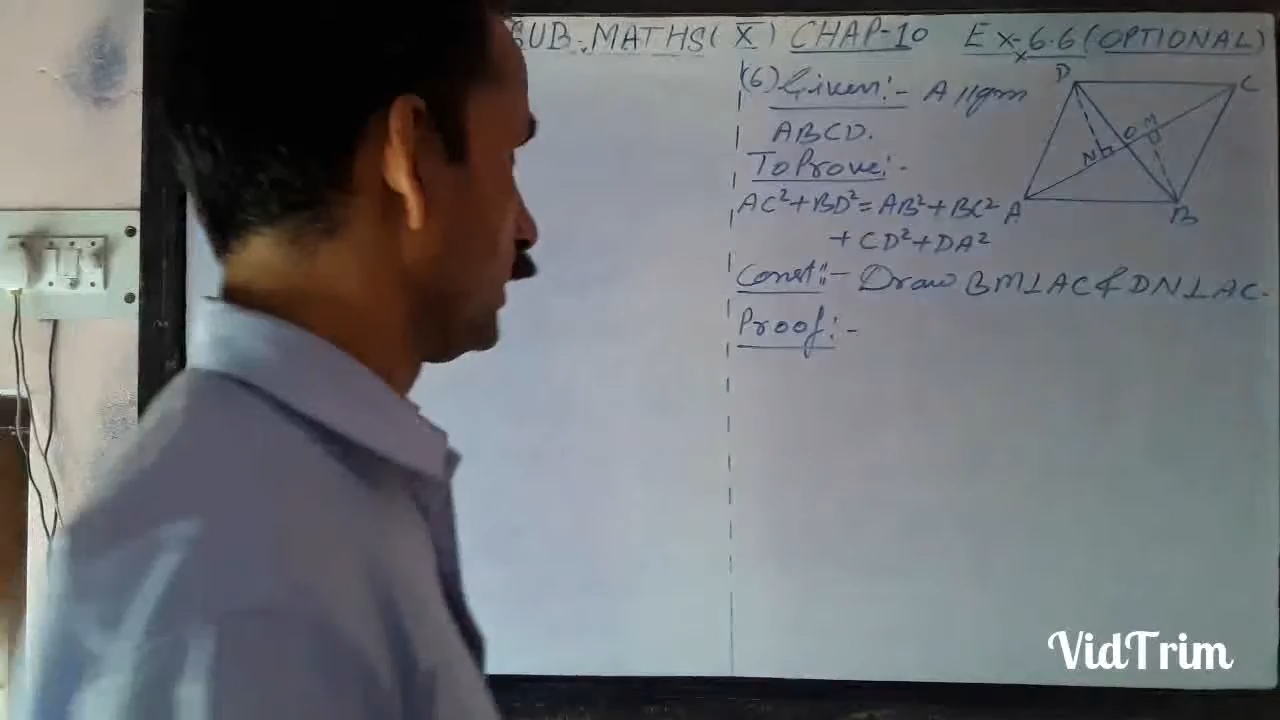 SUB-MATHS(X) CHAP-10 Ex-6.6(OPTIONAL)
(6) Given:- A ||gm
ABCD.
To Prove:-
AC²+BD²=AB²+BC²
+CD²+DA²
Const::- Draw BM⊥AC & DN⊥AC.
Proof:-
D
C
M
O
N
A
B
VidTrim